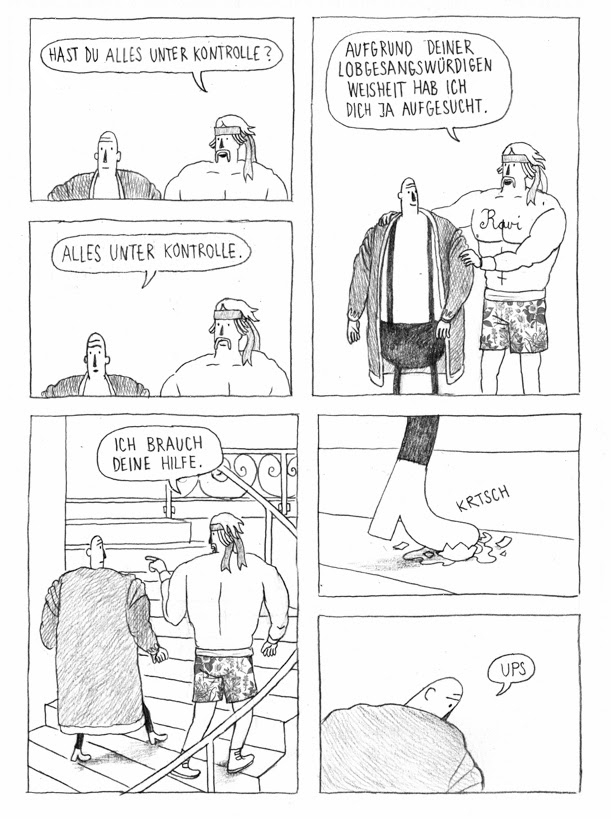 HAST DU ALLES UNTER KONTROLLE?
ALLES UNTER KONTROLLE.
AUFGRUND DEINER
LOBGESANGSWÜRDIGEN
WEISHEIT HAB ICH
DICH JA AUFGESUCHT.
Ravi
ICH BRAUCH
DEINE HILFE.
KRTSCH
UPS